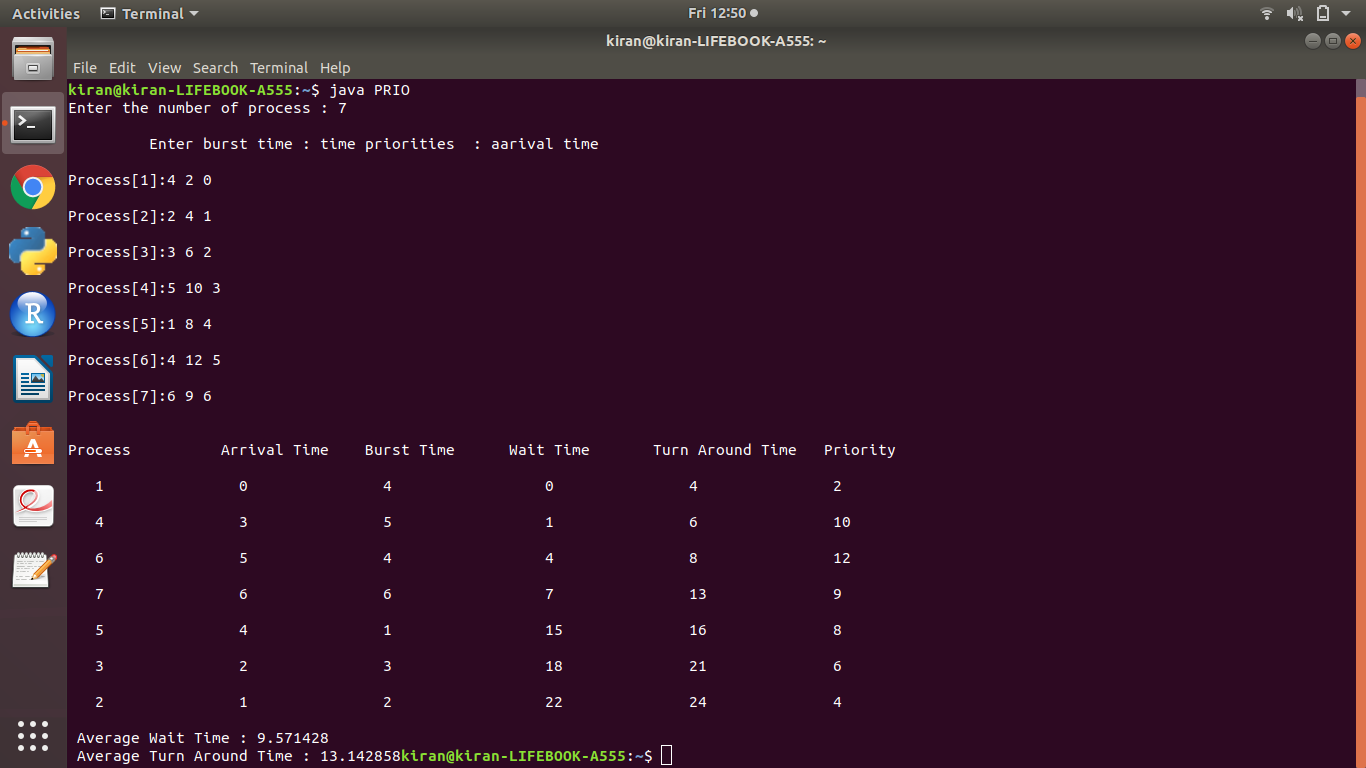 Activities Terminal Fri 12:50
kiran@kiran-LIFEBOOK-A555: ~
File Edit View Search Terminal Help
kiran@kiran-LIFEBOOK-A555:~$ java PRIO
Enter the number of process : 7
Enter burst time : time priorities  : aarival time
Process[1]:4 2 0
Process[2]:2 4 1
Process[3]:3 6 2
Process[4]:5 10 3
Process[5]:1 8 4
Process[6]:4 12 5
Process[7]:6 9 6
Process Arrival Time Burst Time Wait Time Turn Around Time Priority
1 0 4 0 4 2
4 3 5 1 6 10
6 5 4 4 8 12
7 6 6 7 13 9
5 4 1 15 16 8
3 2 3 18 21 6
2 1 2 22 24 4
Average Wait Time : 9.571428
Average Turn Around Time : 13.142858kiran@kiran-LIFEBOOK-A555:~$